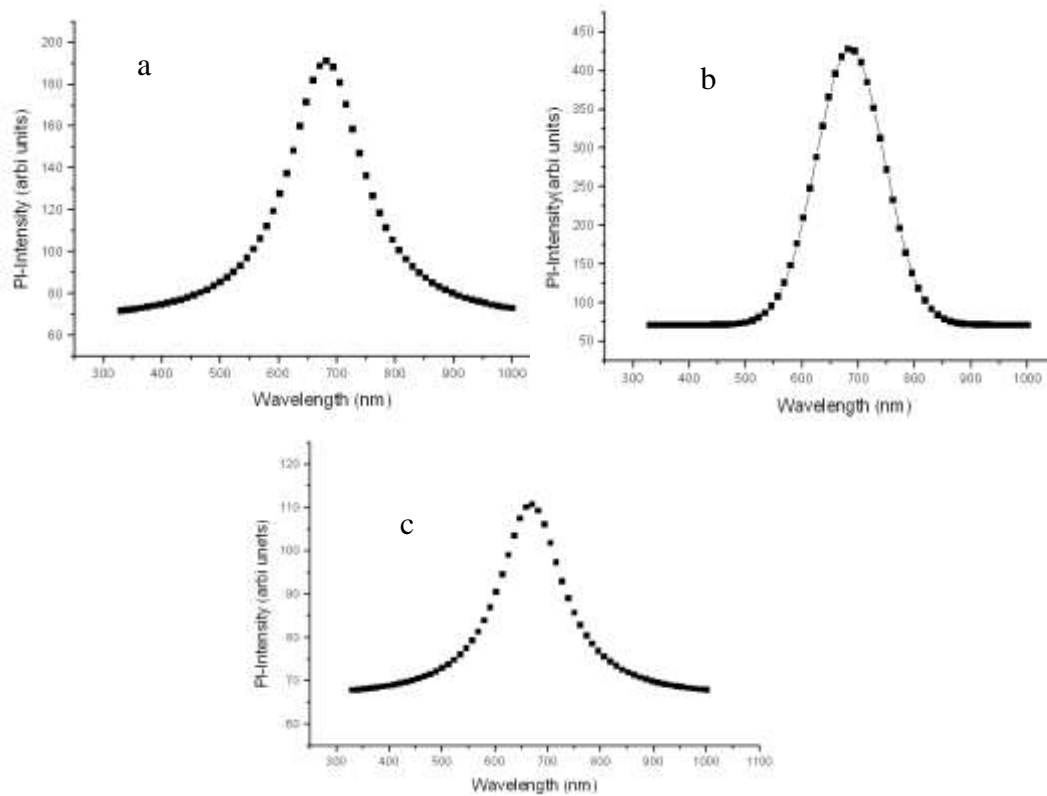 a
PI-Intensity (arbi units)
200
180
160
140
120
100
80
60
300 400 500 600 700 800 900 1000
Wavelength (nm)
b
PI-Intensity(arbi units)
450
400
350
300
250
200
150
100
50
300 400 500 600 700 800 900 1000
Wavelength (nm)
c
PI-Intensity (arbi unets)
120
110
100
90
80
70
60
300 400 500 600 700 800 900 1000 1100
Wavelength (nm)